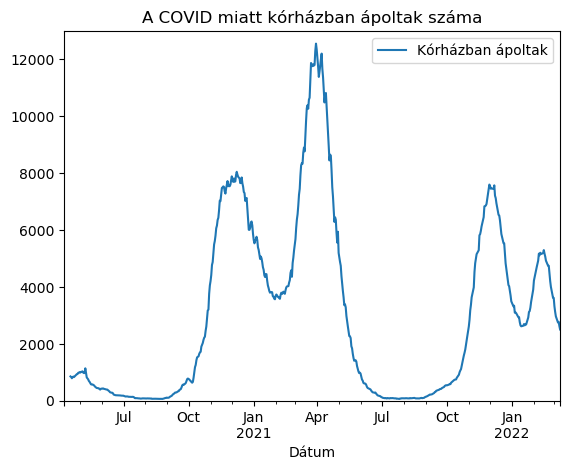 A COVID miatt kórházban ápoltak száma
Kórházban ápoltak
12000
10000
8000
6000
4000
2000
0
Jul Oct Jan Apr Jul Oct Jan
2021 2022
Dátum